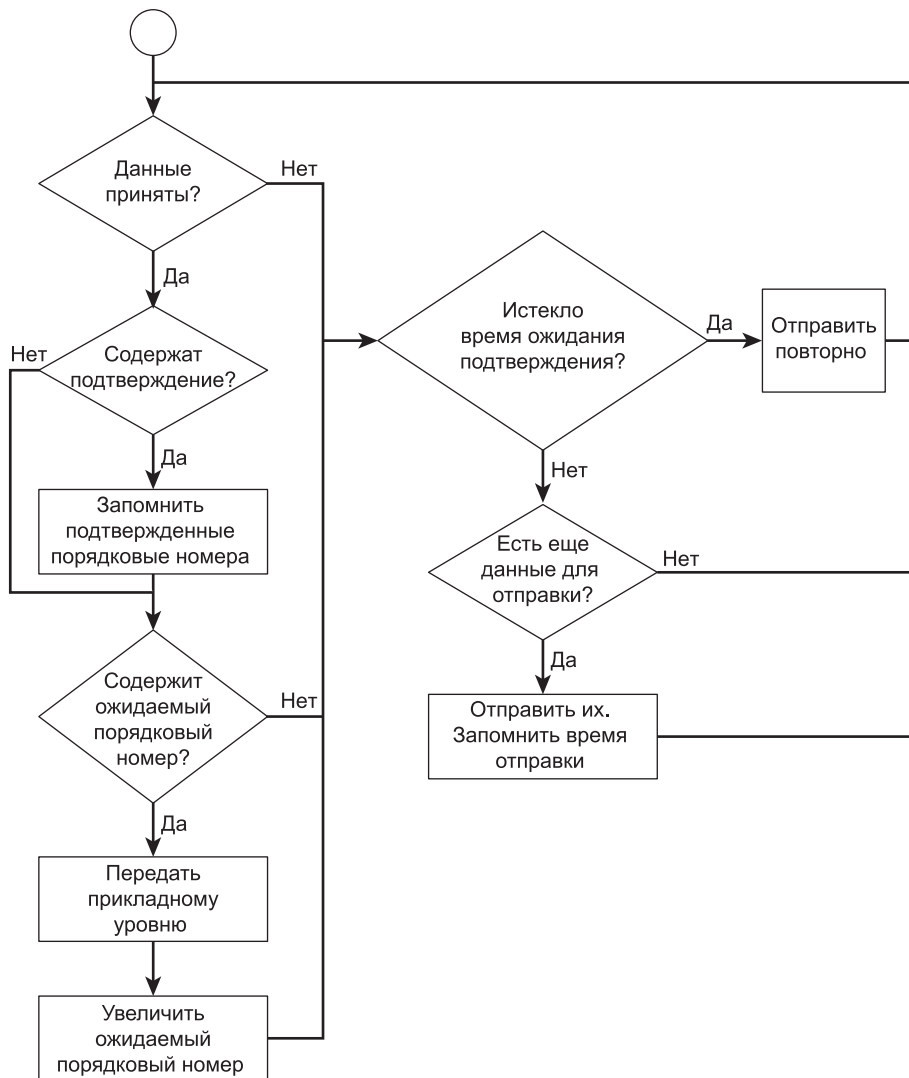 Данные
приняты?
Нет
Да
Содержат
подтверждение?
Нет
Да
Запомнить
подтвержденные
порядковые номера
Содержит
ожидаемый
порядковый
номер?
Нет
Да
Передать
прикладному
уровню
Увеличить
ожидаемый
порядковый номер
Истекло
время ожидания
подтверждения?
Да
Отправить
повторно
Нет
Есть еще
данные для
отправки?
Нет
Да
Отправить их.
Запомнить время
отправки